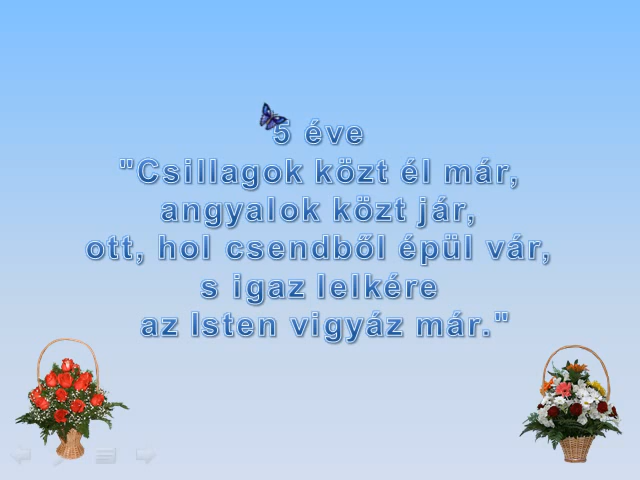 5 éve
"Csillagok közt él már,
angyalok közt jár,
ott, hol csendből épül vár,
s igaz lelkére
az Isten vigyáz már."